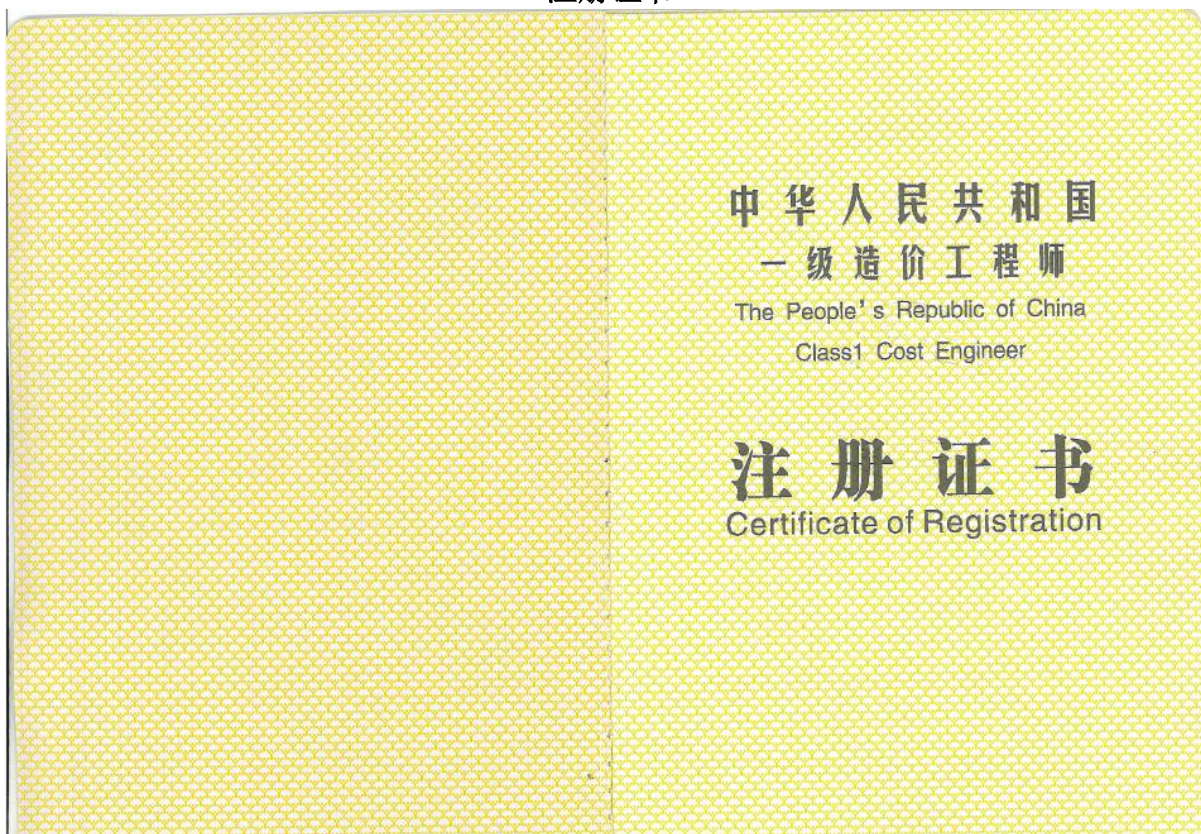 中华人民共和国
一级造价工程师
The People's Republic of China
Class1 Cost Engineer
注册证书
Certificate of Registration